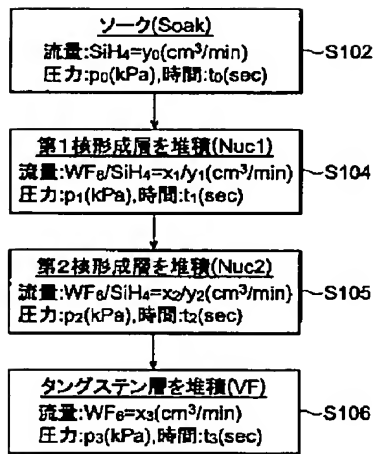 ソーク(Soak)
流量:SiH₄=y₀(cm³/min)
圧力:p₀(kPa),時間:t₀(sec)
S102
第1検形成層を堆積(Nuc1)
流量:WF₆/SiH₄=x₁/y₁(cm³/min)
圧力:p₁(kPa),時間:t₁(sec)
S104
第2検形成層を堆積(Nuc2)
流量:WF₆/SiH₄=x₂/y₂(cm³/min)
圧力:p₂(kPa),時間:t₂(sec)
S105
タングステン層を堆積(VF)
流量:WF₆=x₃(cm³/min)
圧力:p₃(kPa),時間:t₃(sec)
S106